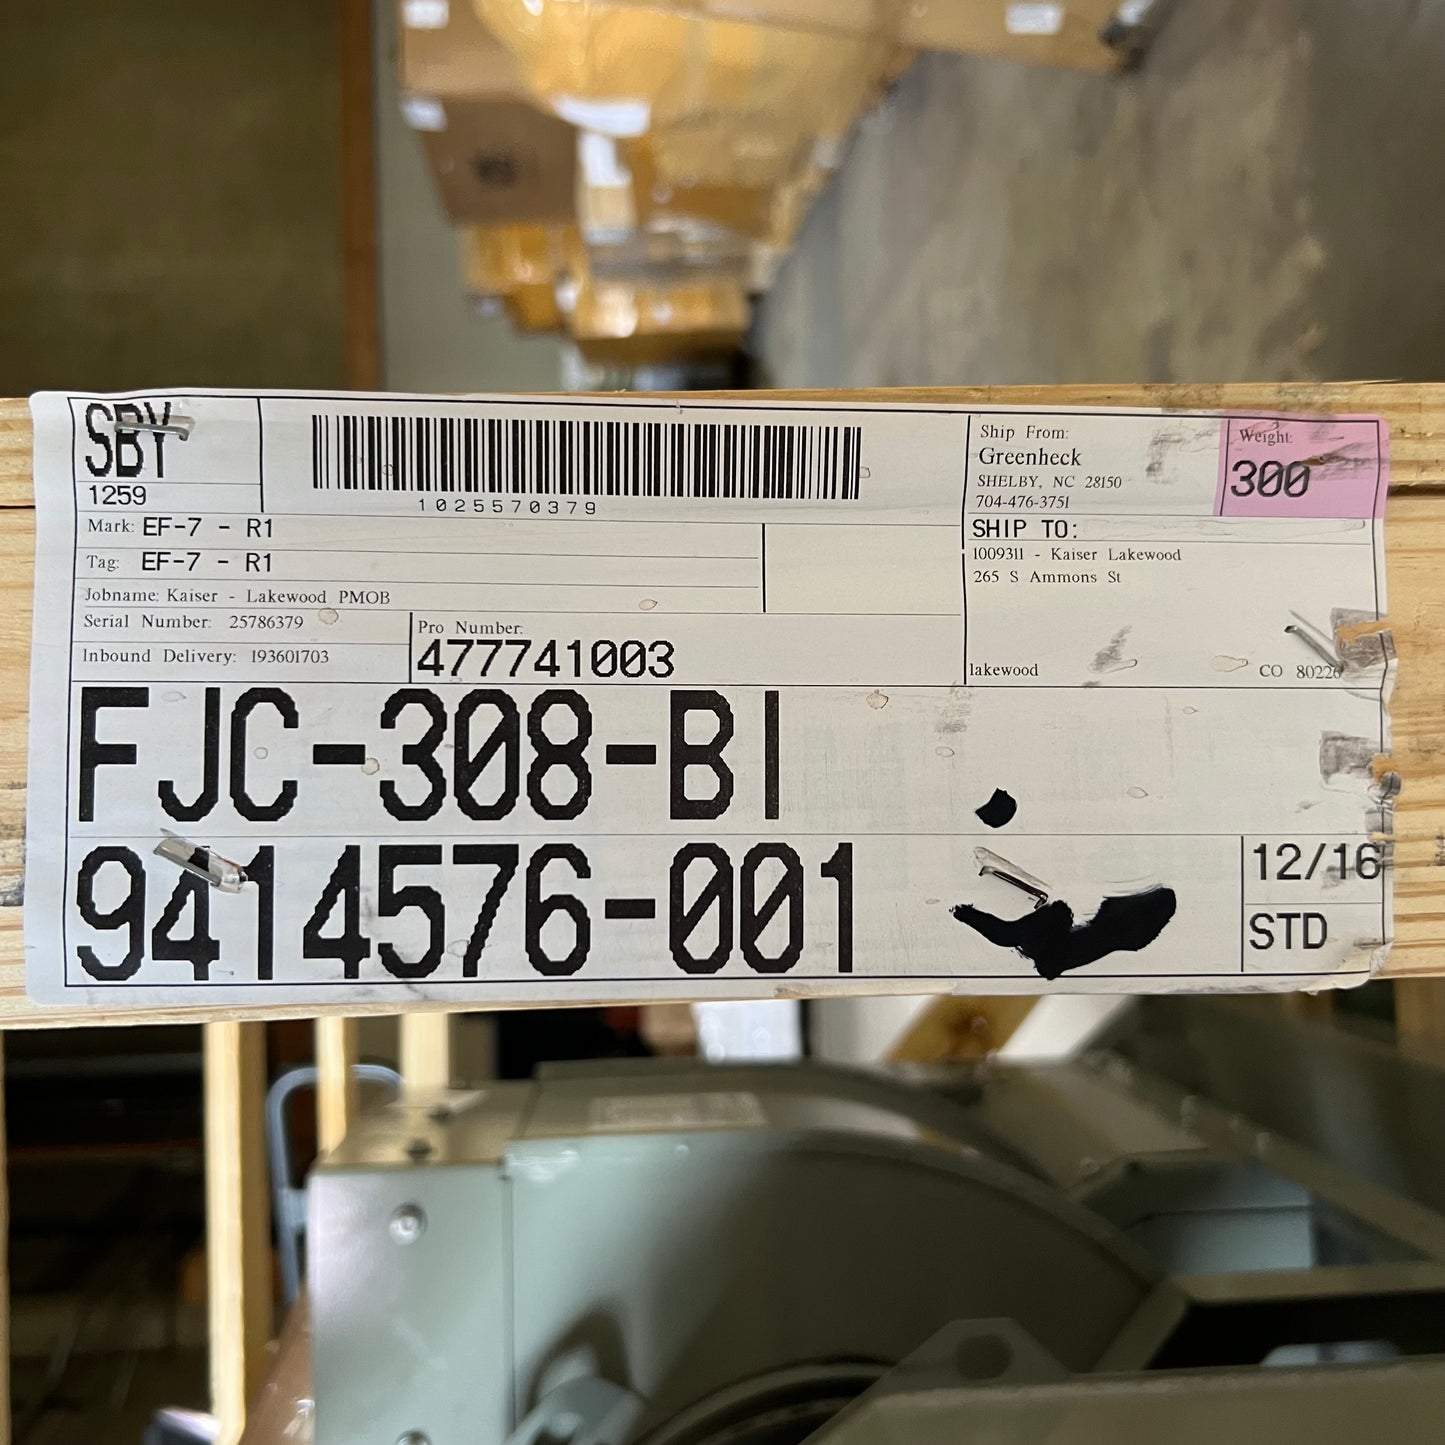 SBY
1259
1025570379
Ship From:
Greenheck
SHELBY, NC 28150
704-476-3751
Weight:
300
Mark: EF-7 - R1
Tag: EF-7 - R1
Jobname: Kaiser - Lakewood PMOB
SHIP TO:
1009311 - Kaiser Lakewood
265 S Ammons St
lakewood CO 80226
Serial Number: 25786379
Inbound Delivery: 193601703
Pro Number:
477741003
FJC-308-BI
9414576-001
12/16
STD